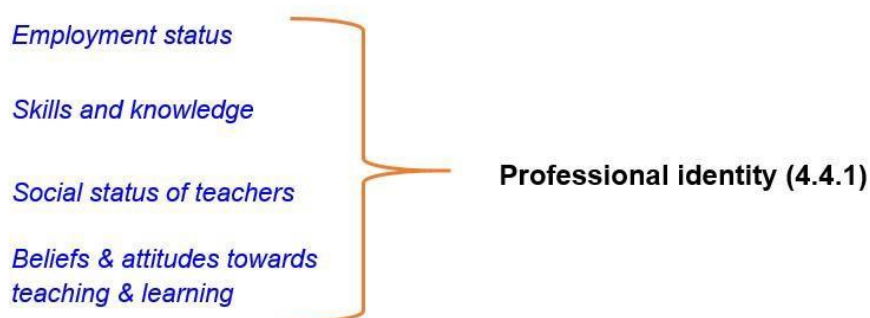 Employment status
Skills and knowledge
Social status of teachers
Beliefs & attitudes towards
teaching & learning
Professional identity (4.4.1)